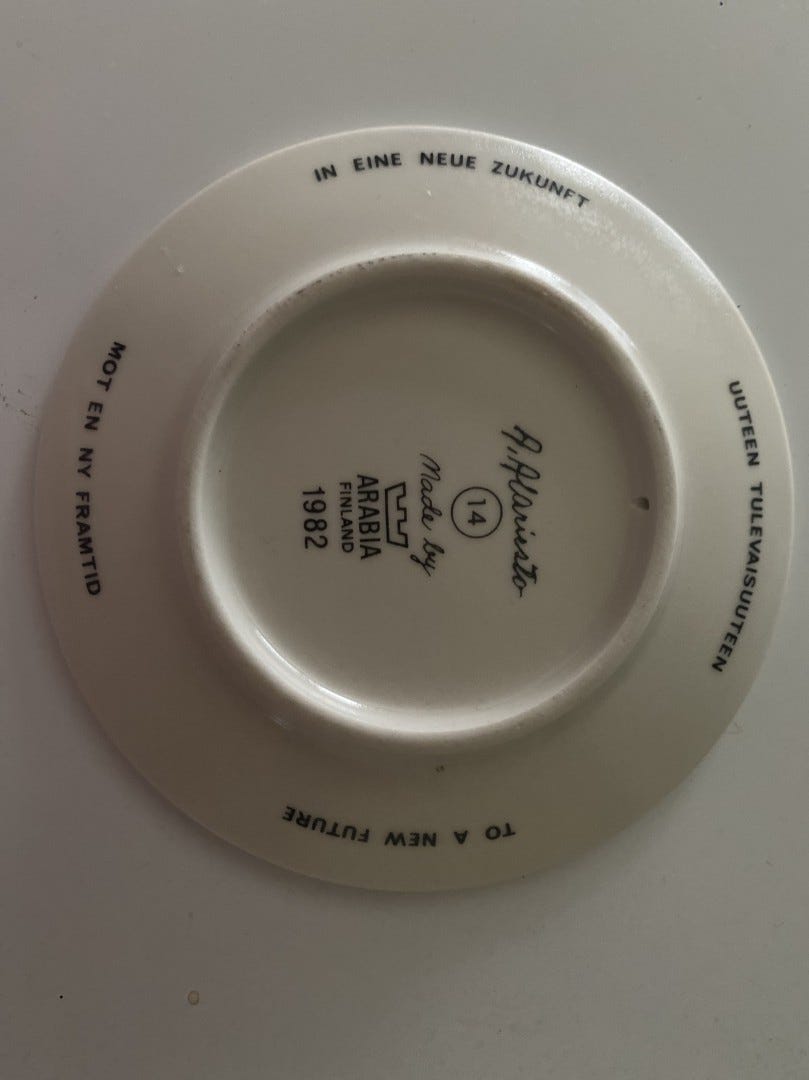 UUTEEN TULEVAISUUTEEN
IN EINE NEUE ZUKUNFT
MOT EN NY FRAMTID
TO A NEW FUTURE
A. Alariesto
14
Made by
ARABIA
FINLAND
1982